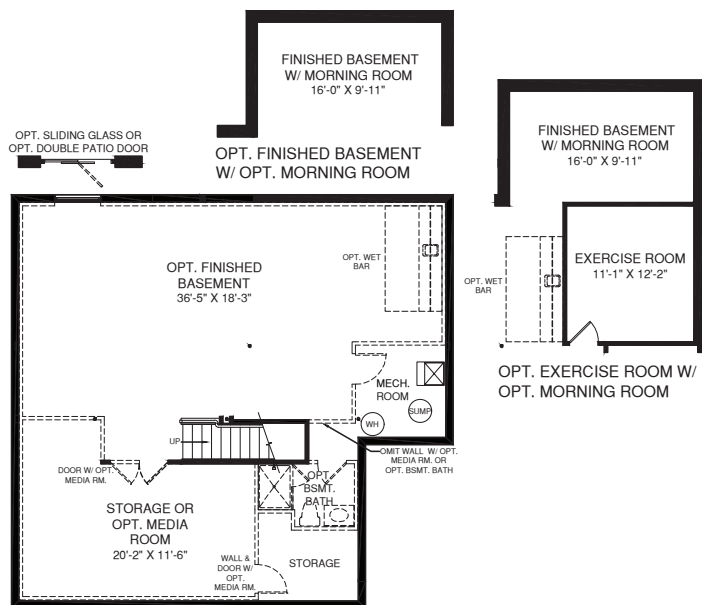 FINISHED BASEMENT
W/ MORNING ROOM
16'-0" X 9'-11"
OPT. SLIDING GLASS OR
OPT. DOUBLE PATIO DOOR
OPT. FINISHED BASEMENT
W/ OPT. MORNING ROOM
FINISHED BASEMENT
W/ MORNING ROOM
16'-0" X 9'-11"
OPT. FINISHED
BASEMENT
36'-5" X 18'-3"
OPT. WET
BAR
EXERCISE ROOM
11'-1" X 12'-2"
OPT. WET
BAR
OPT. EXERCISE ROOM W/
OPT. MORNING ROOM
MECH.
ROOM
SUMP
WH
UP
OMIT WALL W/ OPT.
MEDIA RM. OR
OPT. BSMT. BATH
DOOR W/ OPT.
MEDIA RM.
OPT.
BSMT.
BATH
STORAGE OR
OPT. MEDIA
ROOM
20'-2" X 11'-6"
WALL &
DOOR W/
OPT.
MEDIA RM.
STORAGE